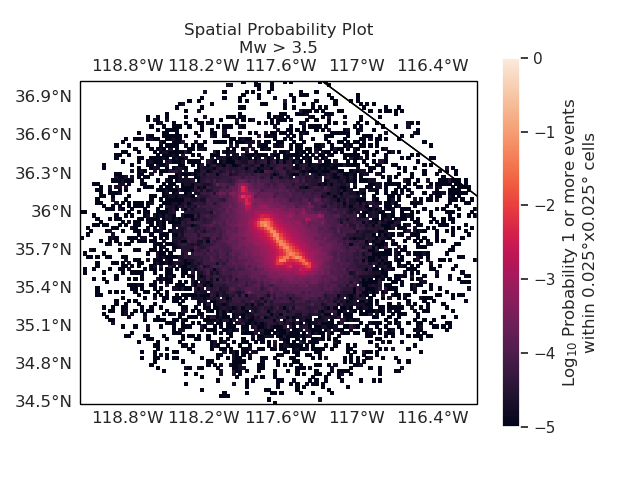 Spatial Probability Plot
Mw > 3.5
118.8°W 118.2°W 117.6°W 117°W 116.4°W
36.9°N
36.6°N
36.3°N
36°N
35.7°N
35.4°N
35.1°N
34.8°N
34.5°N
118.8°W 118.2°W 117.6°W 117°W 116.4°W
0
−1
−2
−3
−4
−5
Log₁₀ Probability 1 or more events
within 0.025°x0.025° cells